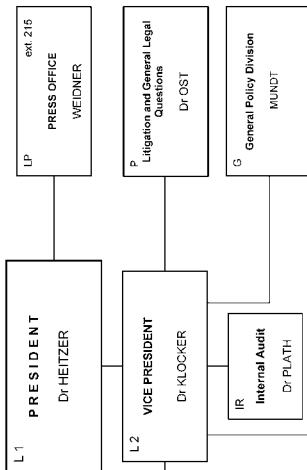 L 1
P R E S I D E N T
Dr HEITZER
LP
ext. 215
PRESS OFFICE
WEIDNER
L 2
VICE PRESIDENT
Dr KLOCKER
P
Litigation and General Legal
Questions
Dr OST
IR
Internal Audit
Dr PLATH
G
General Policy Division
MUNDT